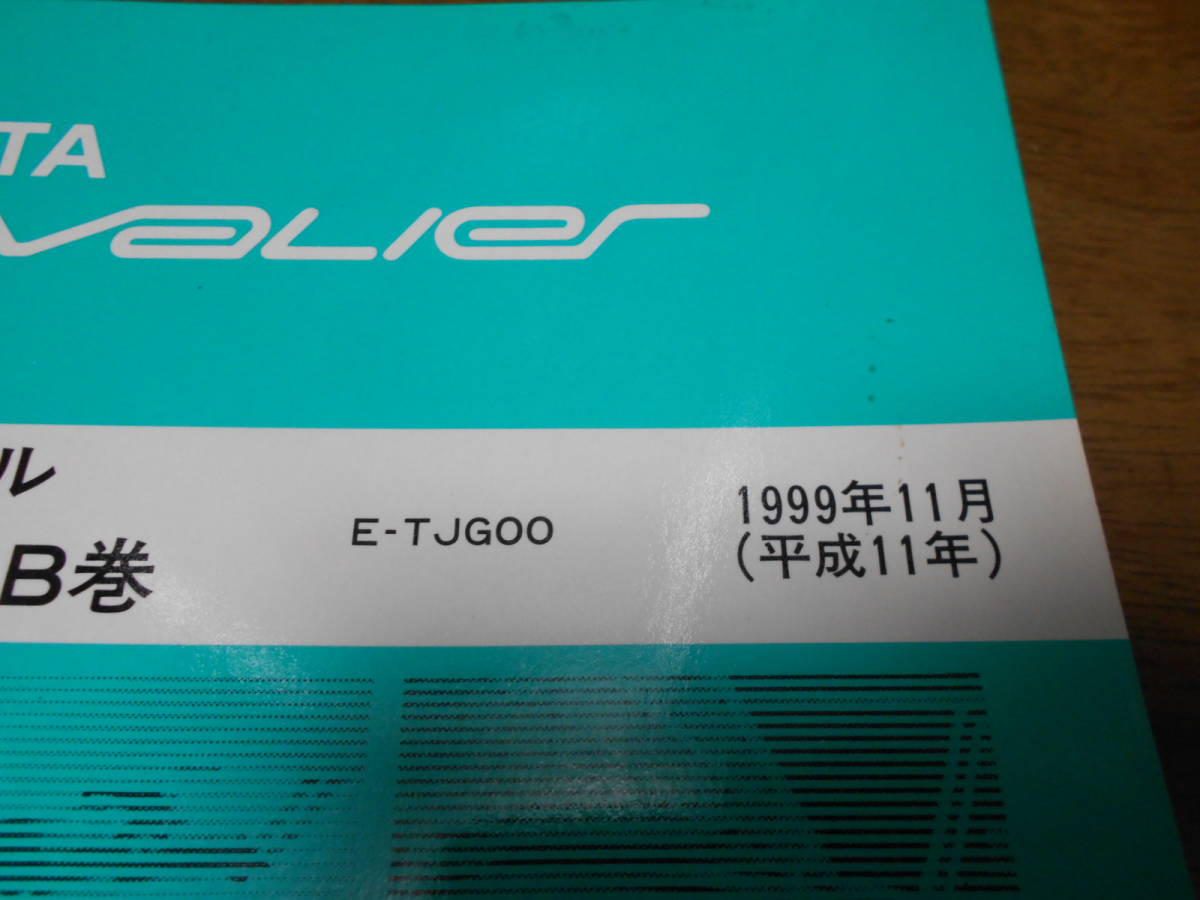 TA
valier
ル
B巻
E-TJG00
1999年11月
(平成11年)